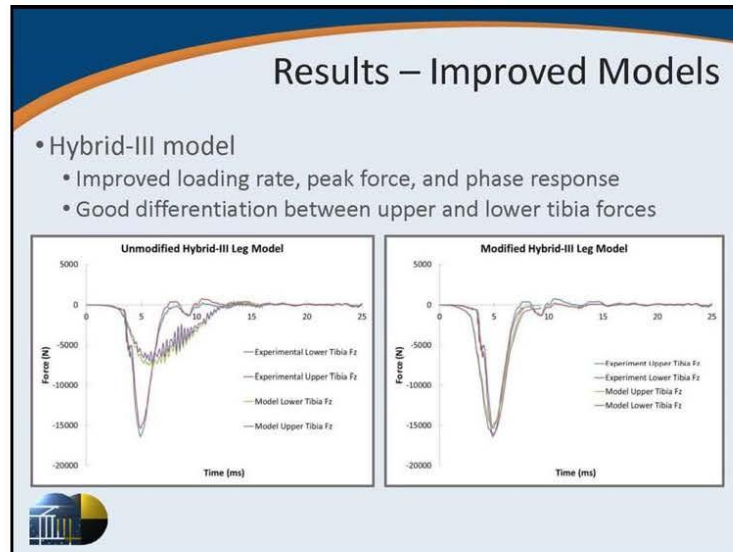 Results – Improved Models
• Hybrid-III model
• Improved loading rate, peak force, and phase response
• Good differentiation between upper and lower tibia forces
Unmodified Hybrid-III Leg Model
5000
0
0 5 10 15 20 25
-5000
-10000
-15000
-20000
Force (N)
Experimental Lower Tibia Fz
Experimental Upper Tibia Fz
Model Lower Tibia Fz
Model Upper Tibia Fz
Time (ms)
Modified Hybrid-III Leg Model
5000
0
0 5 10 15 20 25
-5000
-10000
-15000
-20000
Force (N)
Experiment Upper Tibia Fz
Experiment Lower Tibia Fz
Model Upper Tibia Fz
Model Lower Tibia Fz
Time (ms)